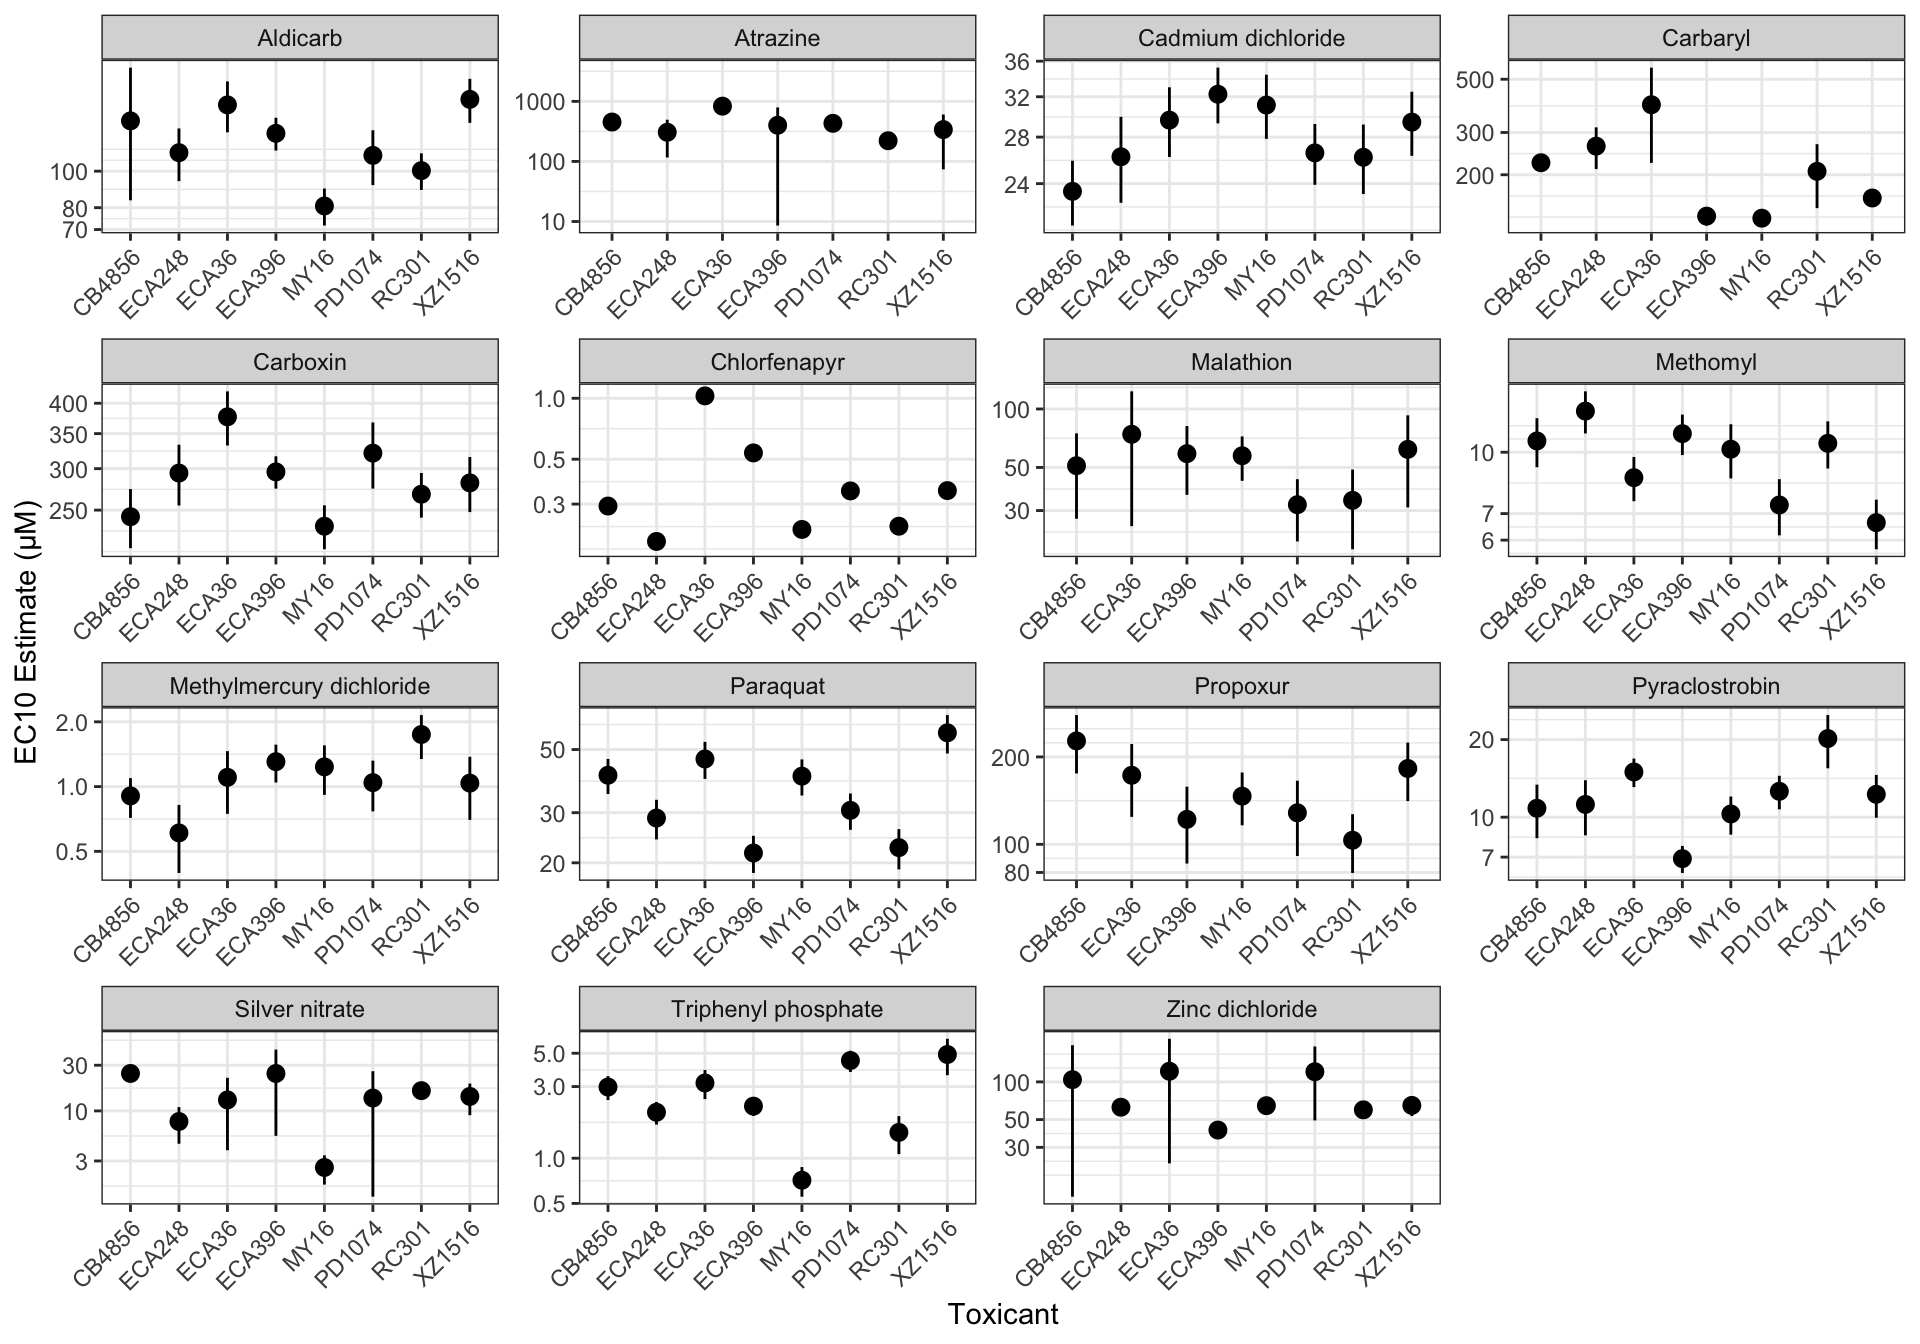 Aldicarb
Atrazine
Cadmium dichloride
Carbaryl
100
80
70
1000
100
10
36
32
28
24
500
300
200
CB4856
ECA248
ECA36
ECA396
MY16
PD1074
RC301
XZ1516
CB4856
ECA248
ECA36
ECA396
MY16
PD1074
RC301
XZ1516
CB4856
ECA248
ECA36
ECA396
MY16
PD1074
RC301
XZ1516
CB4856
ECA248
ECA36
ECA396
MY16
RC301
XZ1516
Carboxin
Chlorfenapyr
Malathion
Methomyl
400
350
300
250
1.0
0.5
0.3
100
50
30
10
7
6
CB4856
ECA248
ECA36
ECA396
MY16
PD1074
RC301
XZ1516
CB4856
ECA248
ECA36
ECA396
MY16
PD1074
RC301
XZ1516
CB4856
ECA36
ECA396
MY16
PD1074
RC301
XZ1516
CB4856
ECA248
ECA36
ECA396
MY16
PD1074
RC301
XZ1516
EC10 Estimate (µM)
Methylmercury dichloride
Paraquat
Propoxur
Pyraclostrobin
2.0
1.0
0.5
50
30
20
200
100
80
20
10
7
CB4856
ECA248
ECA36
ECA396
MY16
PD1074
RC301
XZ1516
CB4856
ECA248
ECA36
ECA396
MY16
PD1074
RC301
XZ1516
CB4856
ECA36
ECA396
MY16
PD1074
RC301
XZ1516
CB4856
ECA248
ECA36
ECA396
MY16
PD1074
RC301
XZ1516
Silver nitrate
Triphenyl phosphate
Zinc dichloride
30
10
3
5.0
3.0
1.0
0.5
100
50
30
CB4856
ECA248
ECA36
ECA396
MY16
PD1074
RC301
XZ1516
CB4856
ECA248
ECA36
ECA396
MY16
PD1074
RC301
XZ1516
CB4856
ECA248
ECA36
ECA396
MY16
PD1074
RC301
XZ1516
Toxicant